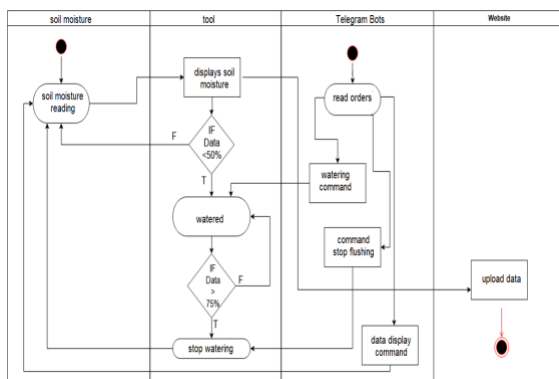 soil moisture
tool
Telegram Bots
Website
soil moisture
reading
displays soil
moisture
read orders
IF
Data
<50%
F
T
watering
command
watered
command
stop flushing
IF
Data
>
75%
F
T
upload data
stop watering
data display
command